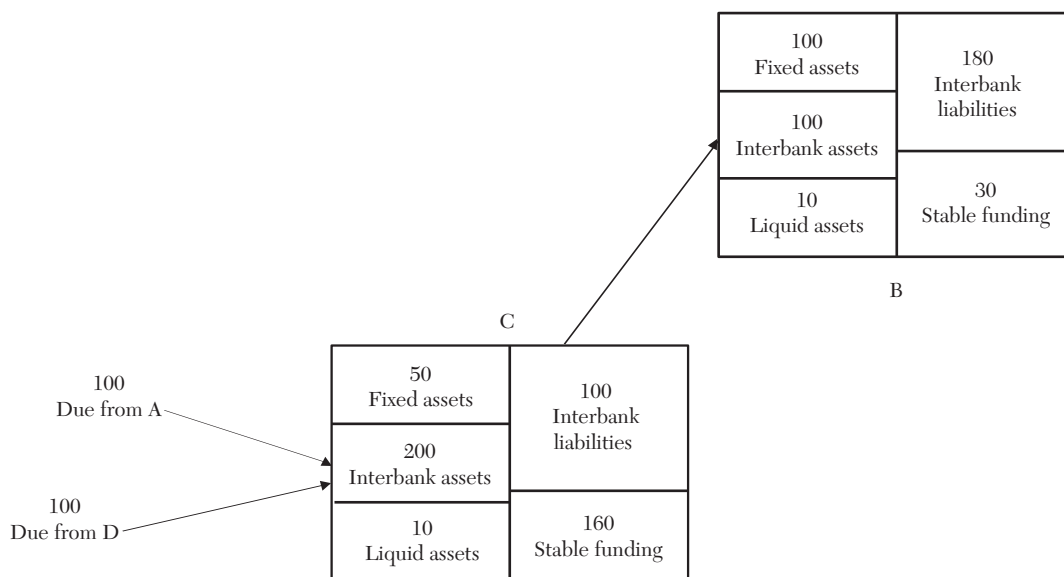 100
Fixed assets
180
Interbank
liabilities
100
Interbank assets
10
Liquid assets
30
Stable funding
B
C
100
Due from A
100
Due from D
50
Fixed assets
100
Interbank
liabilities
200
Interbank assets
10
Liquid assets
160
Stable funding